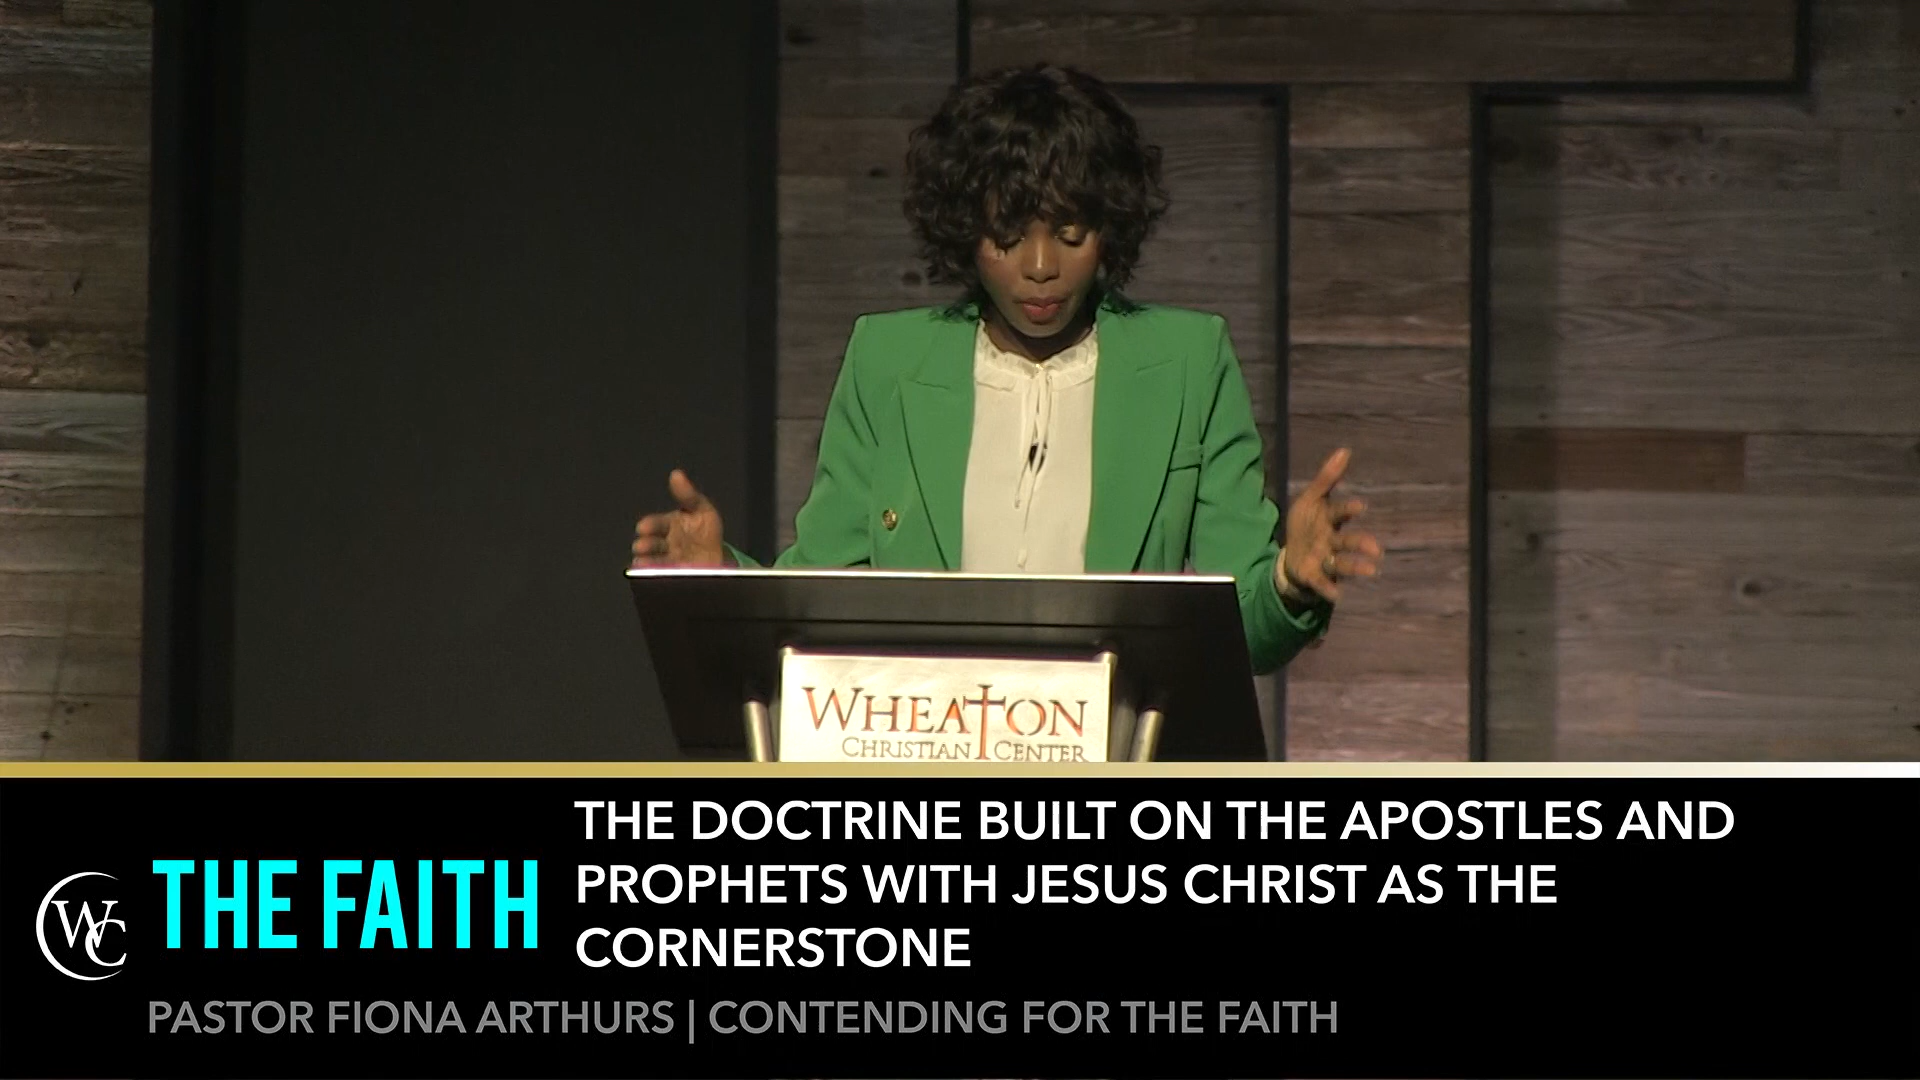 WHEATON
CHRISTIAN CENTER
THE DOCTRINE BUILT ON THE APOSTLES AND
PROPHETS WITH JESUS CHRIST AS THE
CORNERSTONE
WC
THE FAITH
PASTOR FIONA ARTHURS | CONTENDING FOR THE FAITH